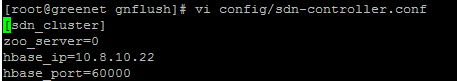 [root@greenet gnflush]# vi config/sdn-controller.conf
[sdn_cluster]
zoo_server=0
hbase_ip=10.8.10.22
hbase_port=60000